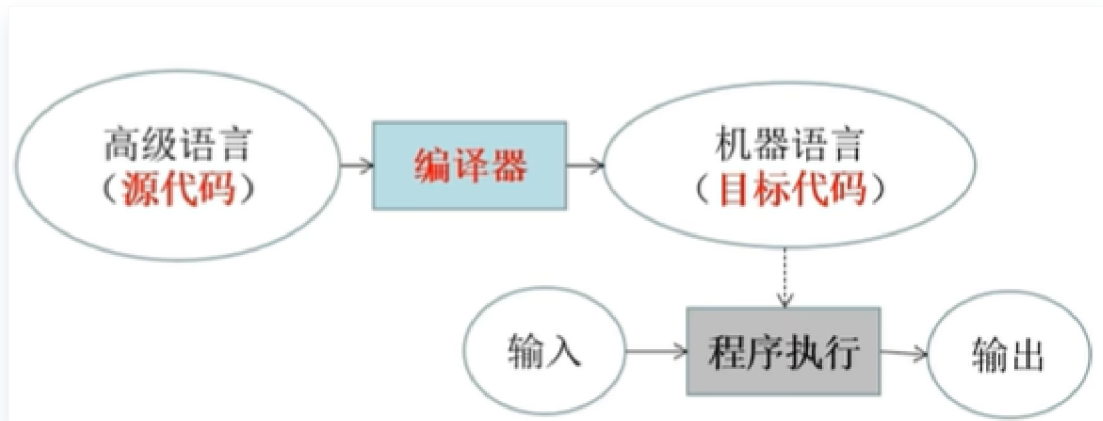 高级语言
（源代码）
编译器
机器语言
（目标代码）
输入
程序执行
输出